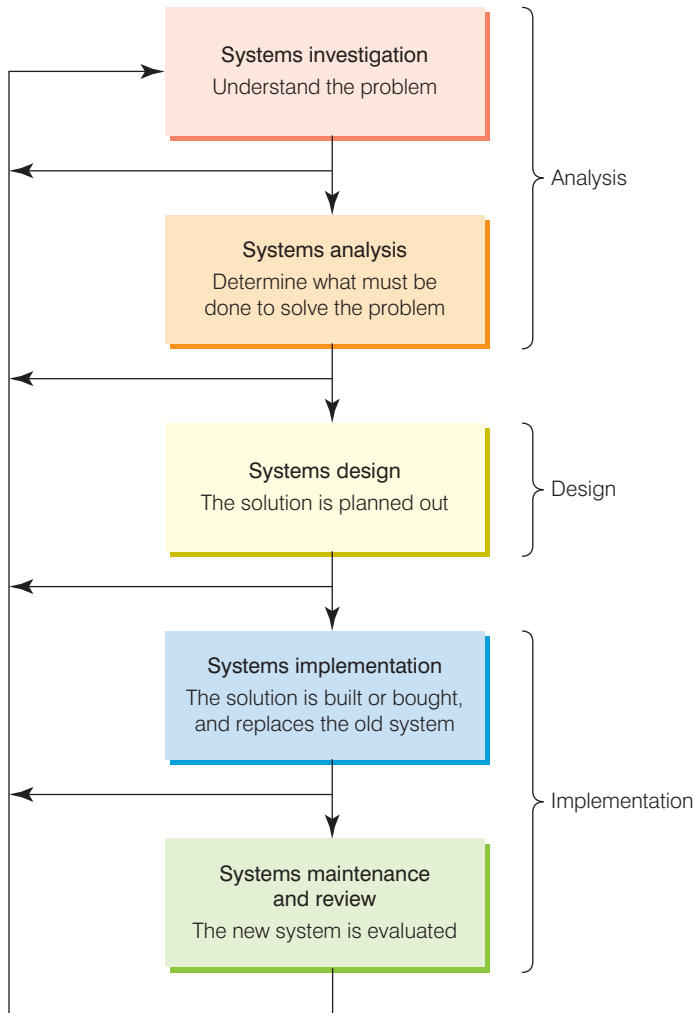 Systems investigation
Understand the problem
Analysis
Systems analysis
Determine what must be
done to solve the problem
Systems design
The solution is planned out
Design
Systems implementation
The solution is built or bought,
and replaces the old system
Implementation
Systems maintenance
and review
The new system is evaluated